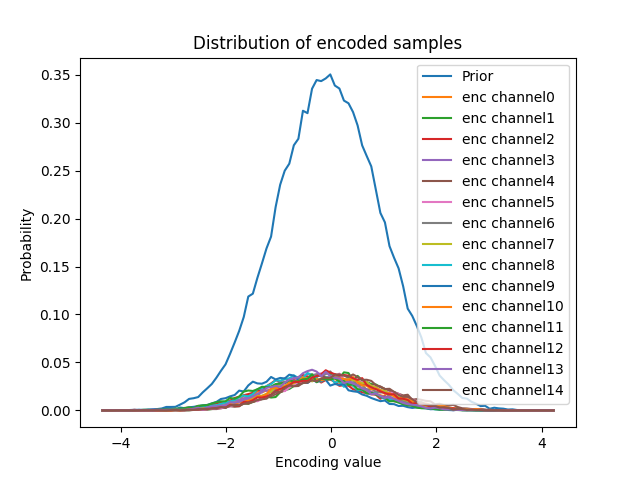 Distribution of encoded samples
Probability
0.35
0.30
0.25
0.20
0.15
0.10
0.05
0.00
Prior
enc channel0
enc channel1
enc channel2
enc channel3
enc channel4
enc channel5
enc channel6
enc channel7
enc channel8
enc channel9
enc channel10
enc channel11
enc channel12
enc channel13
enc channel14
−4 −2 0 2 4
Encoding value